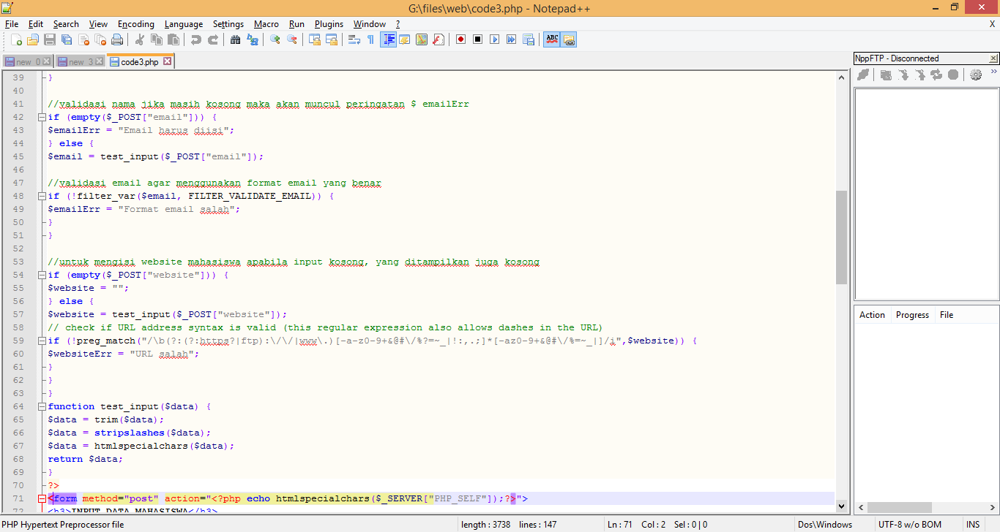 G:\files\web\code3.php - Notepad++
File Edit Search View Encoding Language Settings Macro Run Plugins Window ? X
ABC
new 0 new 3 code3.php
NppFTP - Disconnected
39 }
40
41 //validasi nama jika masih kosong maka akan muncul peringatan $ emailErr
42 if (empty($_POST["email"])) {
43 $emailErr = "Email harus diisi";
44 } else {
45 $email = test_input($_POST["email"]);
46
47 //validasi email agar menggunakan format email yang benar
48 if (!filter_var($email, FILTER_VALIDATE_EMAIL)) {
49 $emailErr = "Format email salah";
50 }
51 }
52
53 //untuk mengisi website mahasiswa apabila input kosong, yang ditampilkan juga kosong
54 if (empty($_POST["website"])) {
55 $website = "";
56 } else {
57 $website = test_input($_POST["website"]);
58 // check if URL address syntax is valid (this regular expression also allows dashes in the URL)
59 if (!preg_match("/\b(?:(?:https?|ftp):\/\/|www\.)[-a-z0-9+&@#\/%?=~_|!:,.;]*[-az0-9+&@#\/%=~_|]/i",$website)) {
60 $websiteErr = "URL salah";
61 }
62 }
63 }
64 function test_input($data) {
65 $data = trim($data);
66 $data = stripslashes($data);
67 $data = htmlspecialchars($data);
68 return $data;
69 }
70 ?>
71 <form method="post" action="<?php echo htmlspecialchars($_SERVER["PHP_SELF"]);?>">
72 <h3>INPUT DATA MAHASISWA</h3>
Action Progress File
PHP Hypertext Preprocessor file length : 3738 lines : 147 Ln : 71 Col : 2 Sel : 0 | 0 Dos\Windows UTF-8 w/o BOM INS